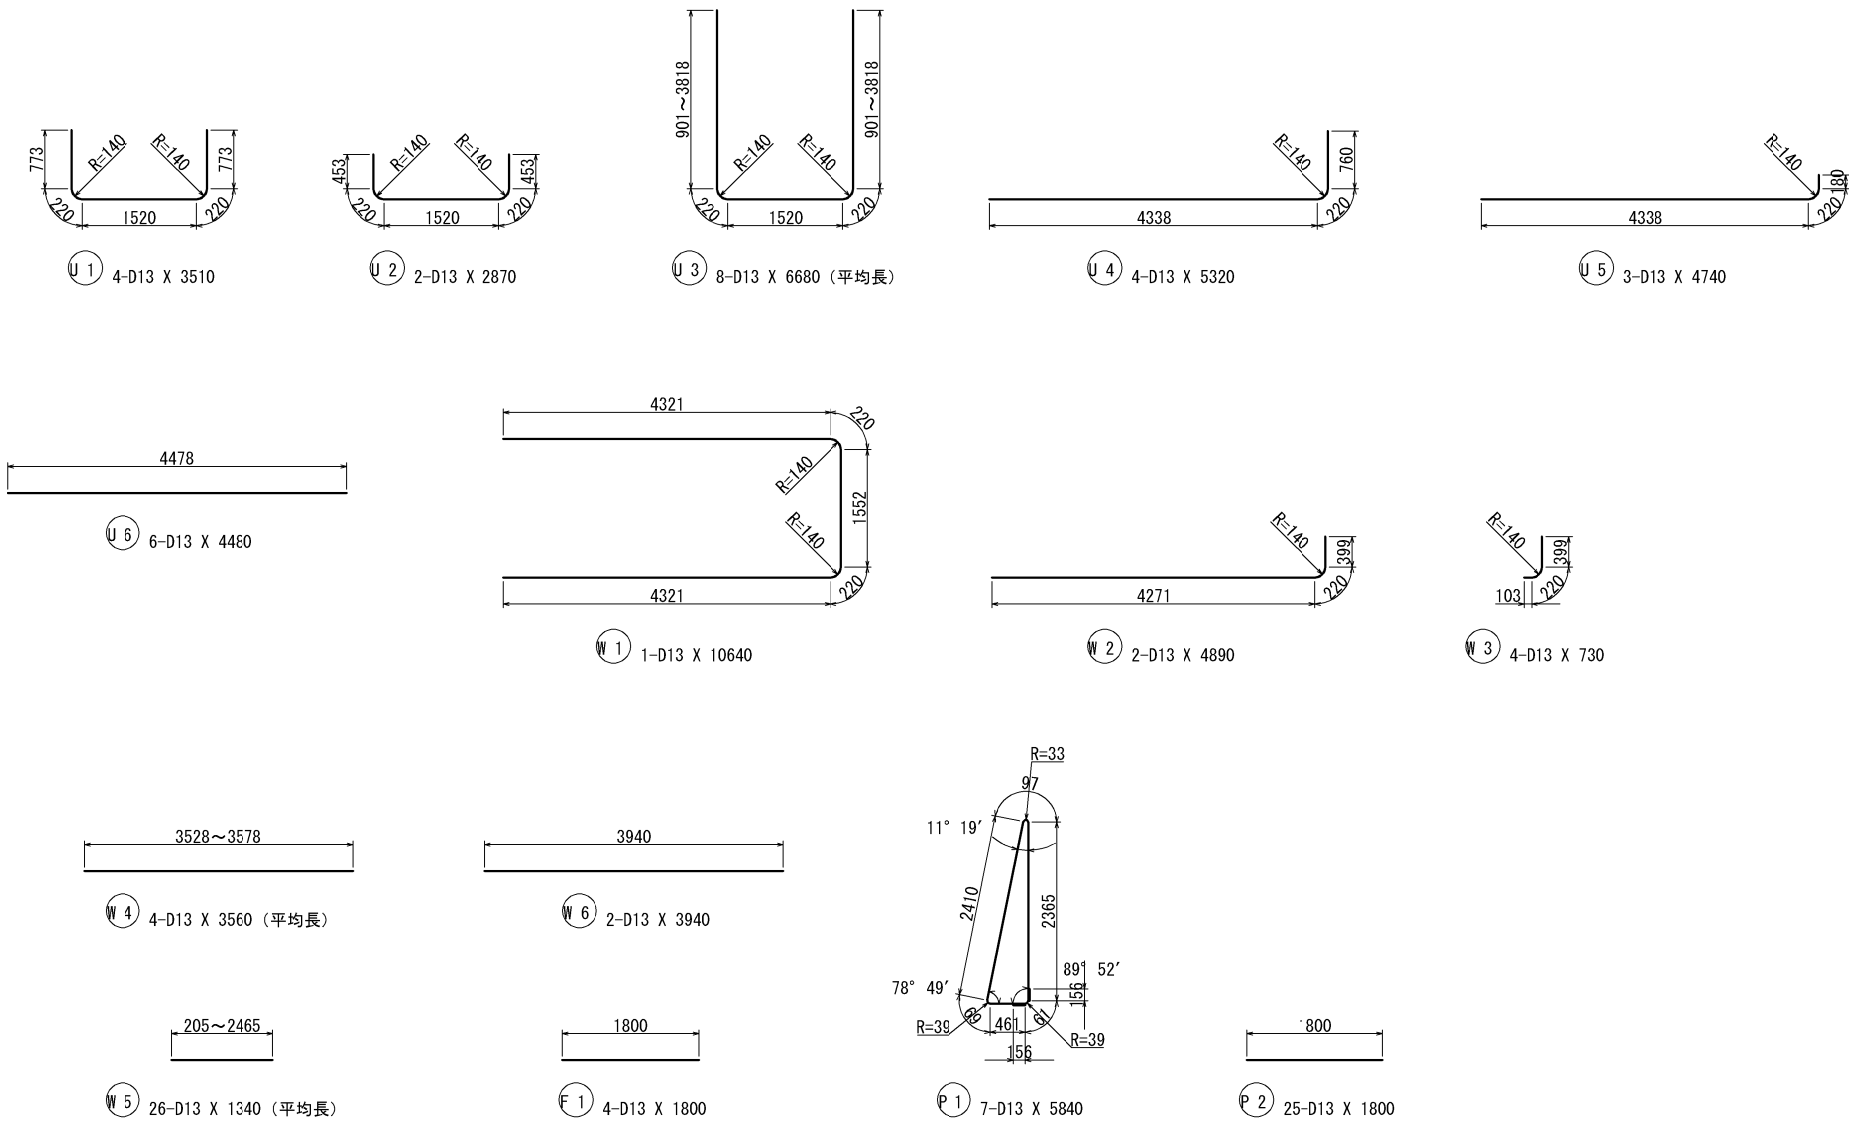 901～3818
901～3818
773
R=140
R=140
773
220
1520
220
U 1
4-D13 X 3510
453
R=140
R=140
453
220
1520
220
U 2
2-D13 X 2870
R=140
R=140
220
1520
220
U 3
8-D13 X 6680 (平均長)
R=140
760
4338
220
U 4
4-D13 X 5320
R=140
180
4338
220
U 5
3-D13 X 4740
4478
U 6
6-D13 X 4480
4321
220
R=140
1552
R=140
4321
220
W 1
1-D13 X 10640
R=140
399
4271
220
W 2
2-D13 X 4890
R=140
399
103
220
W 3
4-D13 X 730
3528～3578
W 4
4-D13 X 3560 (平均長)
3940
W 6
2-D13 X 3940
R=33
97
11° 19′
2410
2365
89° 52′
78° 49′
156
69
461
61
R=39
R=39
156
P 1
7-D13 X 5840
205～2465
W 5
26-D13 X 1340 (平均長)
1800
F 1
4-D13 X 1800
800
P 2
25-D13 X 1800